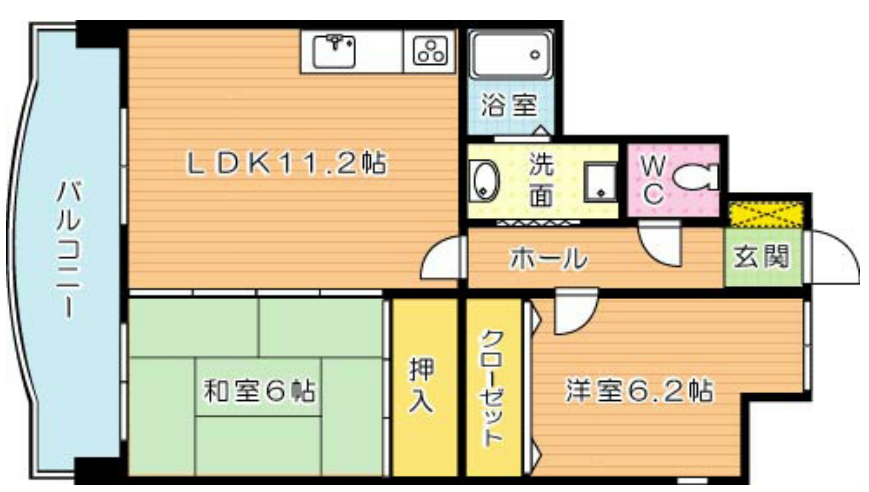 浴室
LDK11.2帖
洗面
WC
バルコニー
ホール
玄関
和室6帖
押入
クローゼット
洋室6.2帖